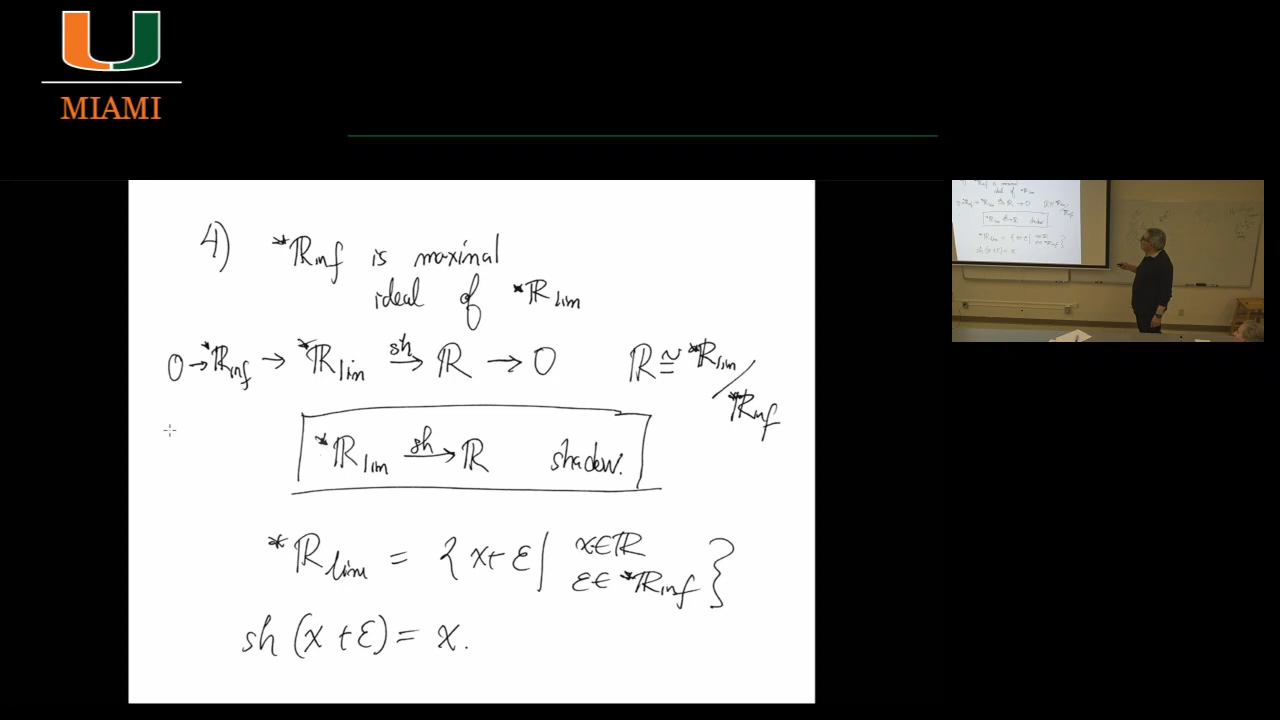 MIAMI
4) *ℝinf is maximal
ideal of *ℝlim
0 → *ℝinf → *ℝlim sh→ ℝ → 0 ℝ ≅ *ℝlim / *ℝinf
*ℝlim sh→ ℝ shadow.
*ℝlim = { x+ε | x∈ℝ
ε∈ *ℝinf }
sh (x+ε) = x.